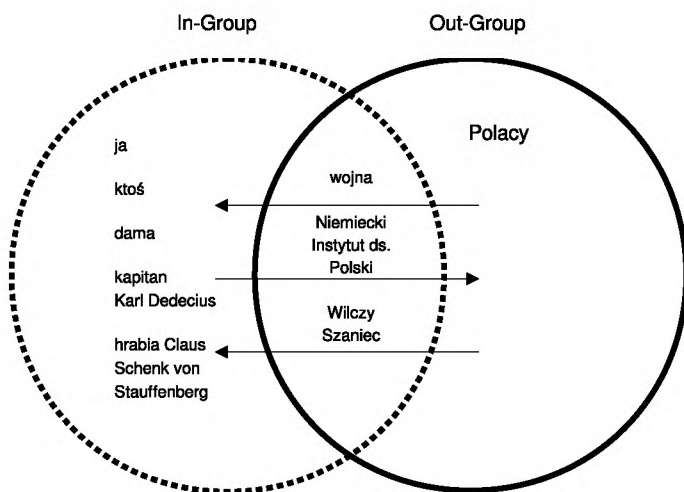 In-Group
Out-Group
ja
ktoś
dama
kapitan
Karl Dedecius
hrabia Claus
Schenk von
Stauffenberg
wojna
Niemiecki
Instytut ds.
Polski
Wilczy
Szaniec
Polacy